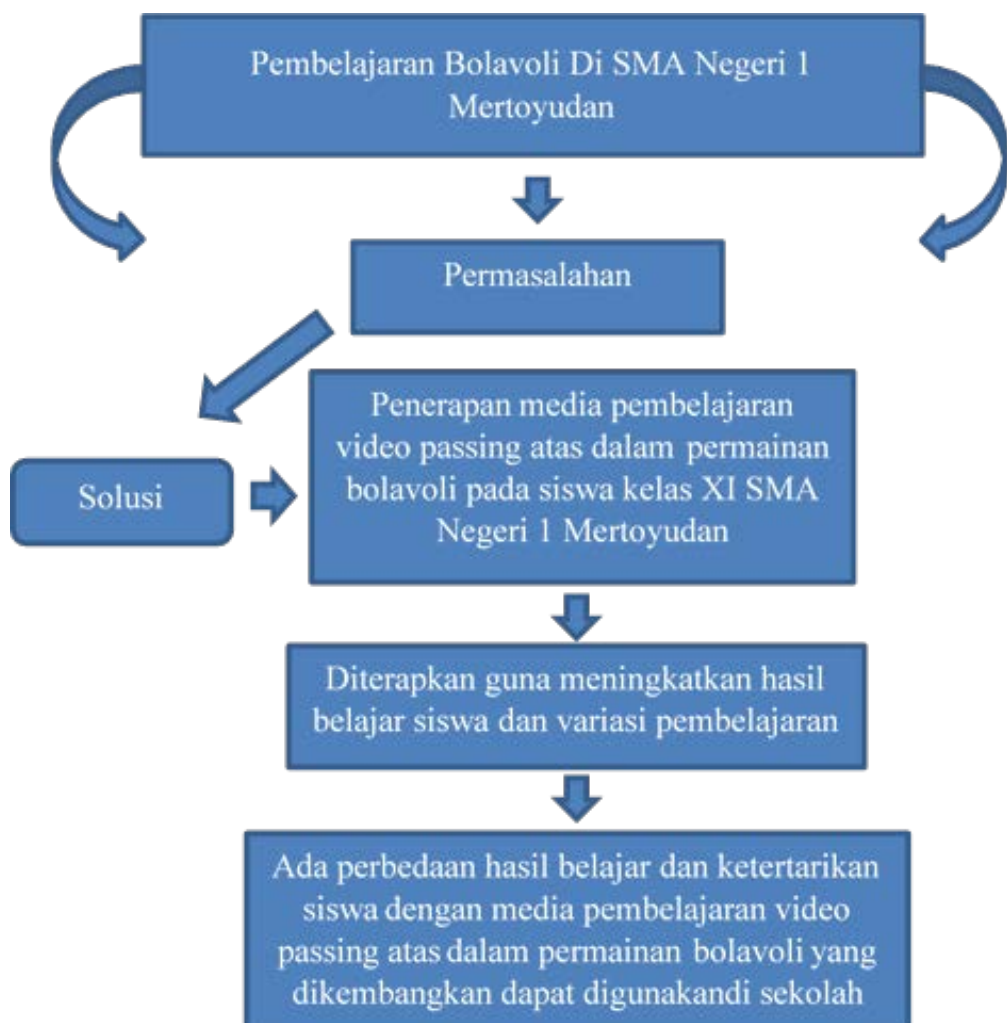 Pembelajaran Bolavoli Di SMA Negeri 1
Mertoyudan
Permasalahan
Penerapan media pembelajaran
video passing atas dalam permainan
bolavoli pada siswa kelas XI SMA
Negeri 1 Mertoyudan
Solusi
Diterapkan guna meningkatkan hasil
belajar siswa dan variasi pembelajaran
Ada perbedaan hasil belajar dan ketertarikan
siswa dengan media pembelajaran video
passing atas dalam permainan bolavoli yang
dikembangkan dapat digunakandi sekolah